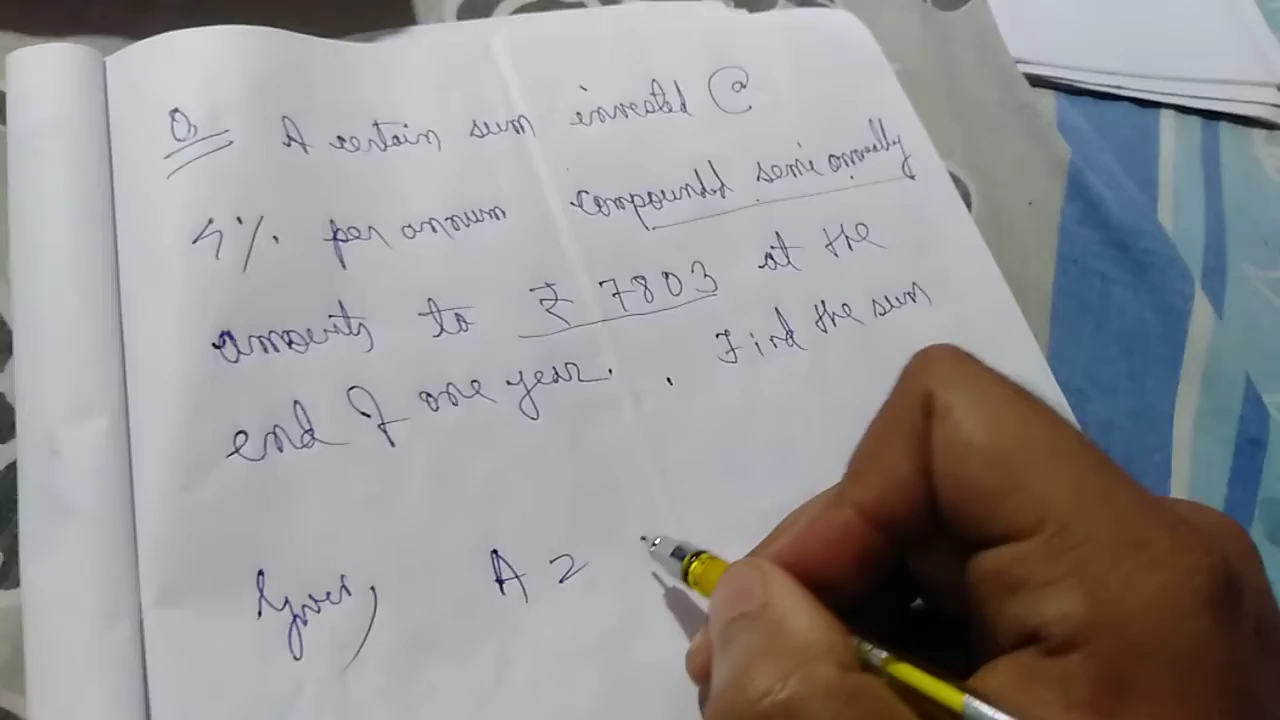 Q A certain sum invested @
4% per annum compounded semi annually
amounts to ₹ 7803 at the
end of one year. . Find the sum
Given, A =